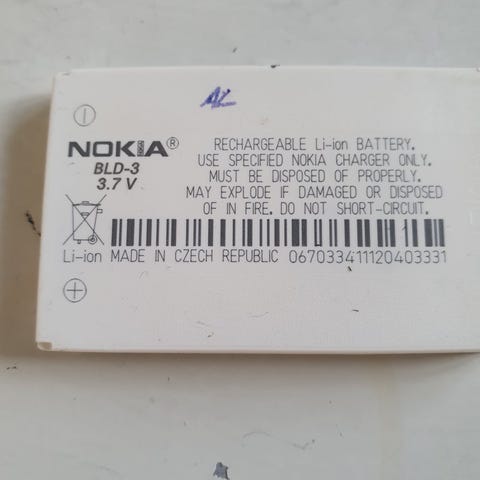 NOKIA®
BLD-3
3.7 V
RECHARGEABLE Li-ion BATTERY.
USE SPECIFIED NOKIA CHARGER ONLY.
MUST BE DISPOSED OF PROPERLY.
MAY EXPLODE IF DAMAGED OR DISPOSED
OF IN FIRE. DO NOT SHORT-CIRCUIT.
Li-ion MADE IN CZECH REPUBLIC 0670334111120403331